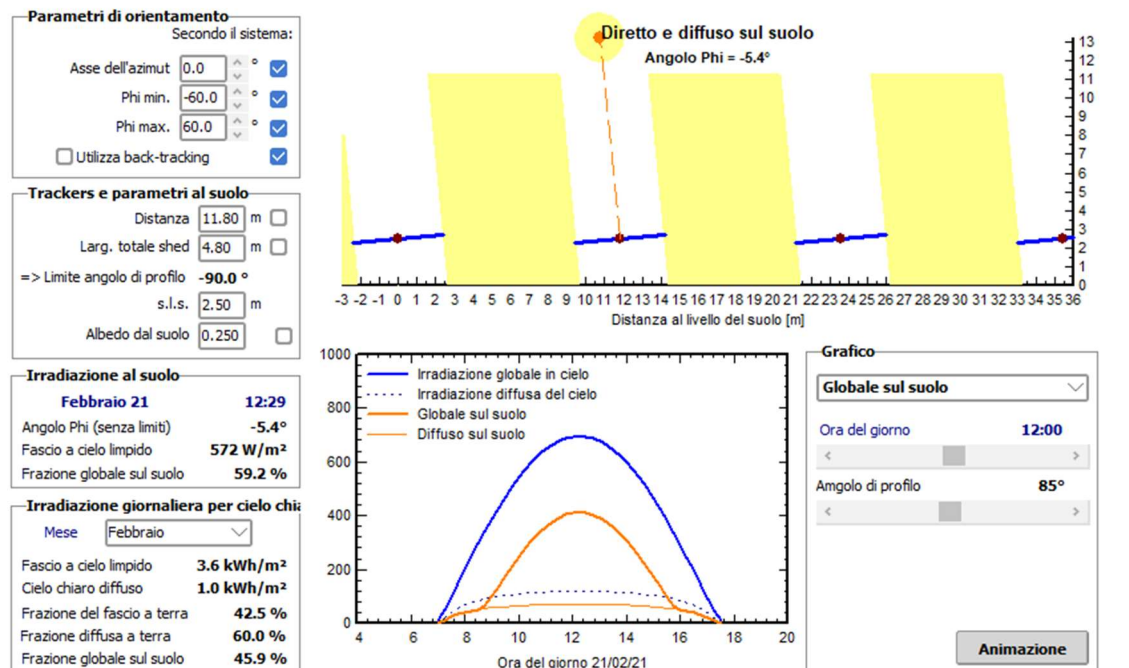 Parametri di orientamento
Secondo il sistema:
Asse dell'azimut 0.0 °
Phi min. -60.0 °
Phi max. 60.0 °
Utilizza back-tracking
Trackers e parametri al suolo
Distanza 11.80 m
Larg. totale shed 4.80 m
=> Limite angolo di profilo -90.0 °
s.l.s. 2.50 m
Albedo dal suolo 0.250
Irradiazione al suolo
Febbraio 21 12:29
Angolo Phi (senza limiti) -5.4°
Fascio a cielo limpido 572 W/m²
Frazione globale sul suolo 59.2 %
Irradiazione giornaliera per cielo chia
Mese Febbraio
Fascio a cielo limpido 3.6 kWh/m²
Cielo chiaro diffuso 1.0 kWh/m²
Frazione del fascio a terra 42.5 %
Frazione diffusa a terra 60.0 %
Frazione globale sul suolo 45.9 %
Diretto e diffuso sul suolo
Angolo Phi = -5.4°
13
12
11
10
9
8
7
6
5
4
3
2
1
0
-3 -2 -1 0 1 2 3 4 5 6 7 8 9 10 11 12 13 14 15 16 17 18 19 20 21 22 23 24 25 26 27 28 29 30 31 32 33 34 35 36
Distanza al livello del suolo [m]
1000
800
600
400
200
0
Irradiazione globale in cielo
Irradiazione diffusa del cielo
Globale sul suolo
Diffuso sul suolo
4 6 8 10 12 14 16 18 20
Ora del giorno 21/02/21
Grafico
Globale sul suolo
Ora del giorno 12:00
< >
Amgolo di profilo 85°
< >
Animazione